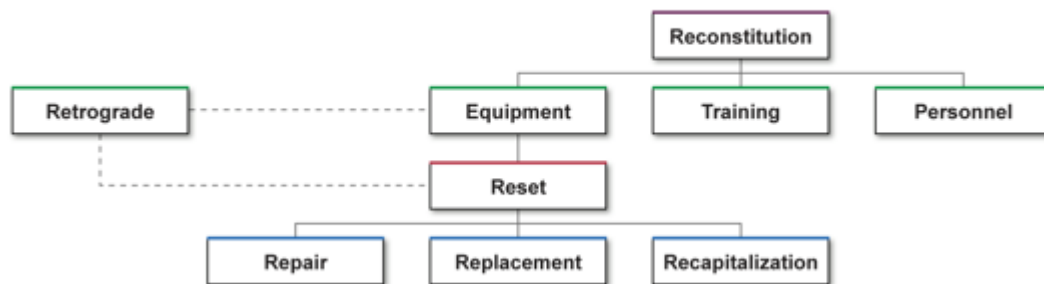 Reconstitution
Retrograde
Equipment
Training
Personnel
Reset
Repair
Replacement
Recapitalization